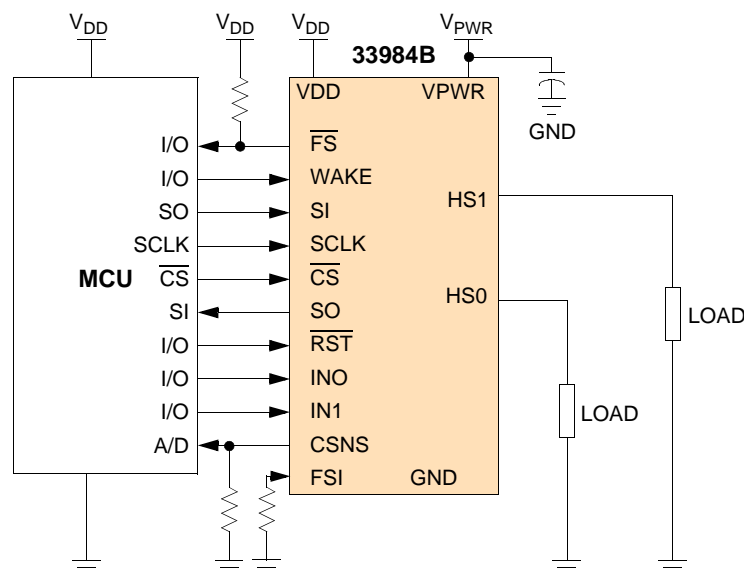 VDD VDD VDD VPWR
33984B
VDD VPWR
GND
I/O FS
I/O WAKE
HS1
SO SI
SCLK SCLK
MCU CS CS
HS0
SI SO
LOAD
I/O RST
I/O INO
I/O IN1
LOAD
A/D CSNS
FSI GND